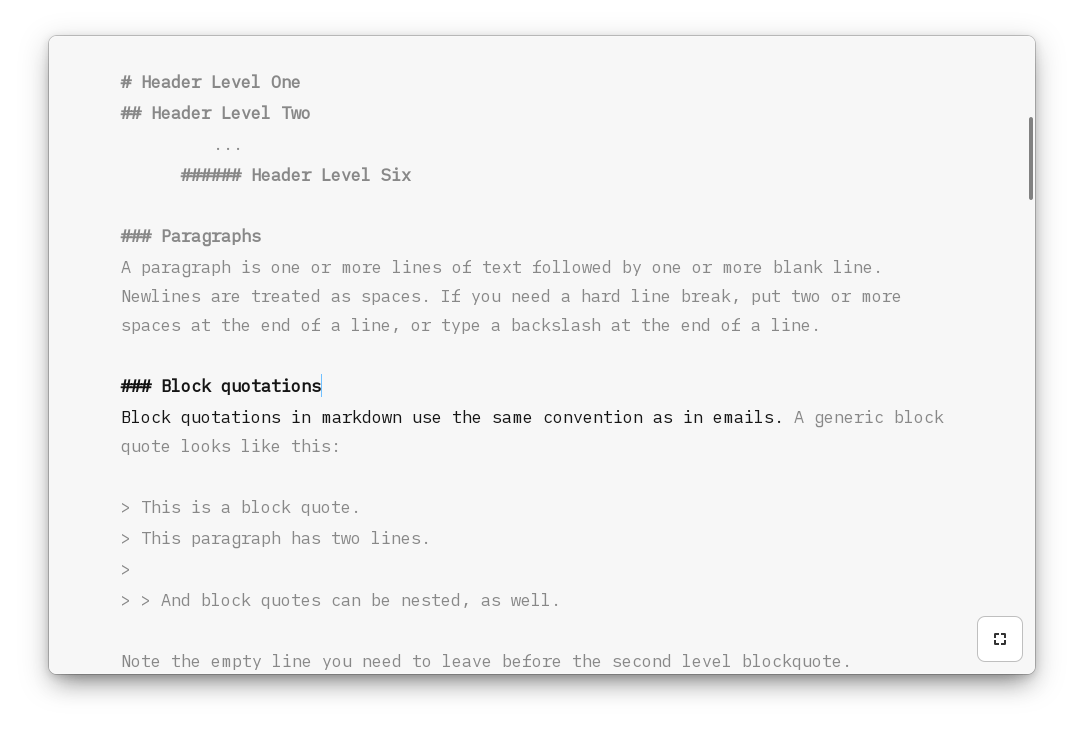 # Header Level One
## Header Level Two
...
###### Header Level Six
### Paragraphs
A paragraph is one or more lines of text followed by one or more blank line.
Newlines are treated as spaces. If you need a hard line break, put two or more
spaces at the end of a line, or type a backslash at the end of a line.
### Block quotations
Block quotations in markdown use the same convention as in emails. A generic block
quote looks like this:
> This is a block quote.
> This paragraph has two lines.
>
> > And block quotes can be nested, as well.
Note the empty line you need to leave before the second level blockquote.